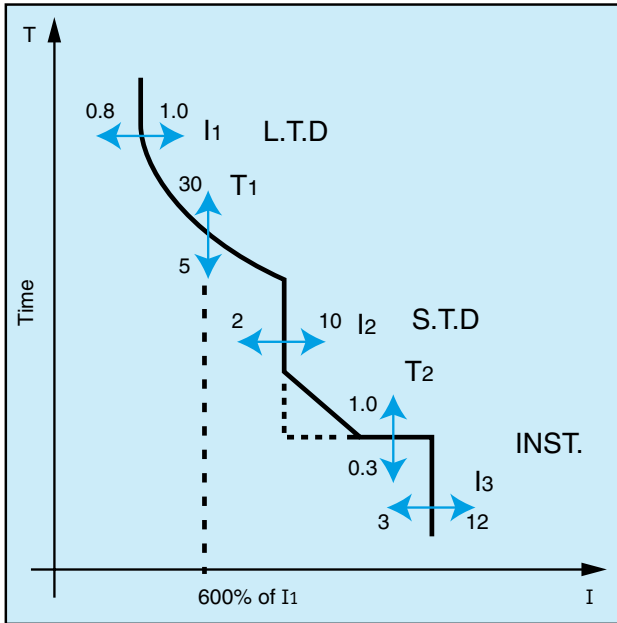 T
0.8 1.0 I1 L.T.D
30 T1
5
Time
2 10 I2 S.T.D
T2
1.0
INST.
0.3
I3
3 12
600% of I1 I